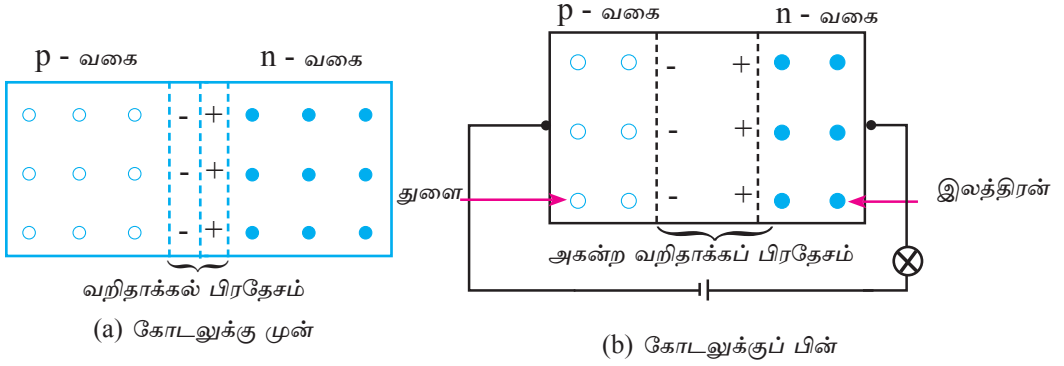 p - வகை
n - வகை
- +
- +
- +
வறிதாக்கல் பிரதேசம்
(a) கோடலுக்கு முன்
p - வகை
n - வகை
- +
- +
- +
துளை
இலத்திரன்
அகன்ற வறிதாக்கப் பிரதேசம்
(b) கோடலுக்குப் பின்